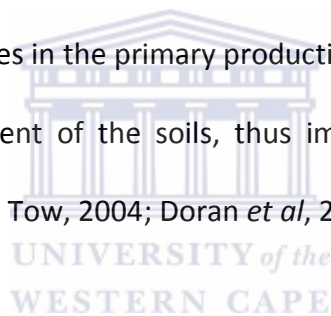 es in the primary producti
ent of the soils, thus im
Tow, 2004; Doran et al, 2
UNIVERSITY of the
WESTERN CAPE